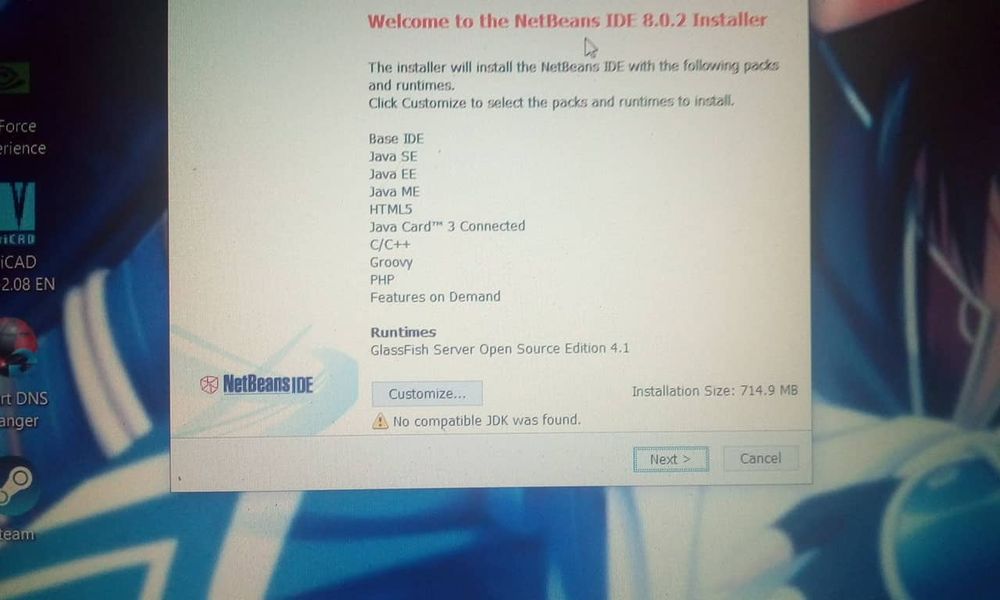 Welcome to the NetBeans IDE 8.0.2 Installer
The installer will install the NetBeans IDE with the following packs
and runtimes.
Click Customize to select the packs and runtimes to install.
Base IDE
Java SE
Java EE
Java ME
HTML5
Java Card™ 3 Connected
C/C++
Groovy
PHP
Features on Demand
Runtimes
GlassFish Server Open Source Edition 4.1
NetBeans IDE
Customize...
Installation Size: 714.9 MB
No compatible JDK was found.
Next >
Cancel
Force
erience
iCAD
2.08 EN
rt DNS
anger
team